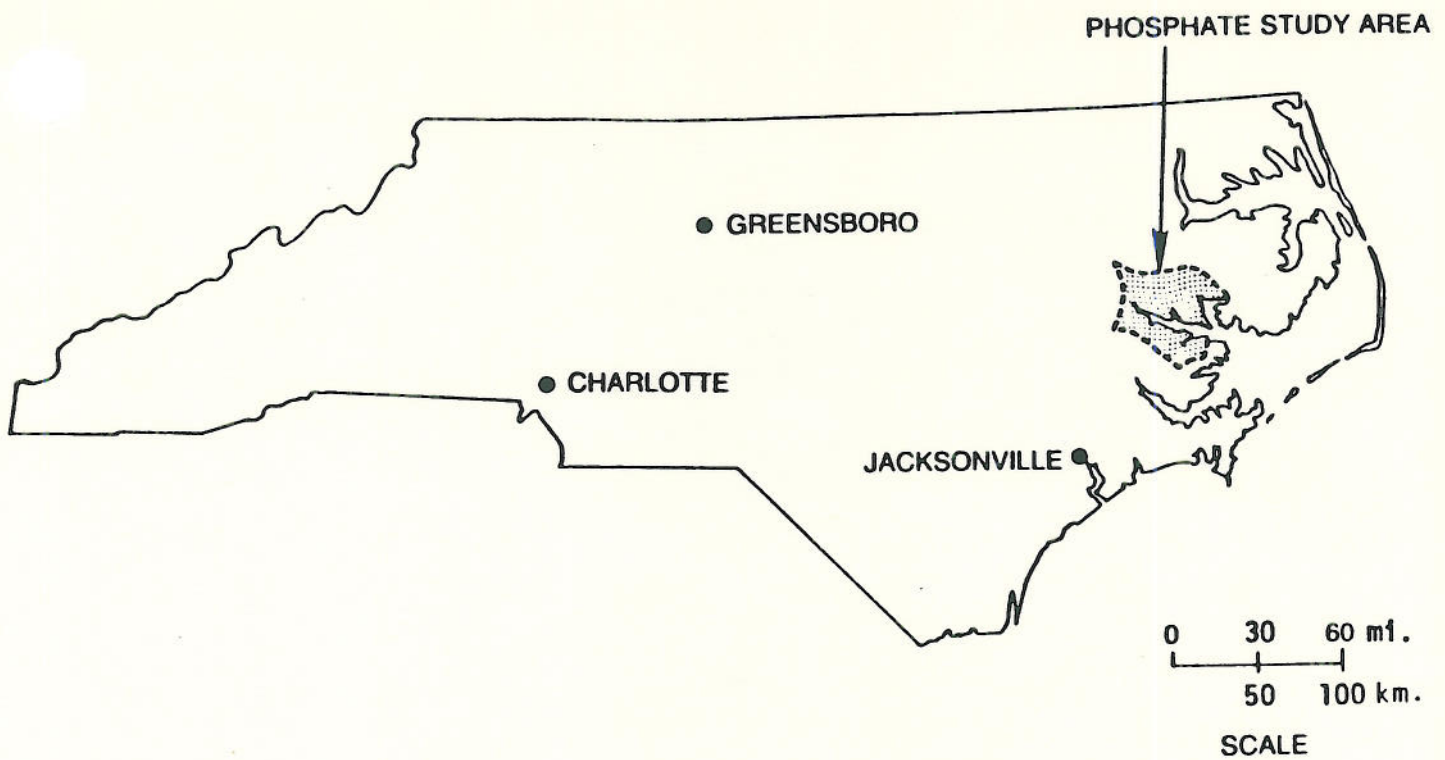 PHOSPHATE STUDY AREA
GREENSBORO
CHARLOTTE
JACKSONVILLE
0 30 60 mi.
50 100 km.
SCALE